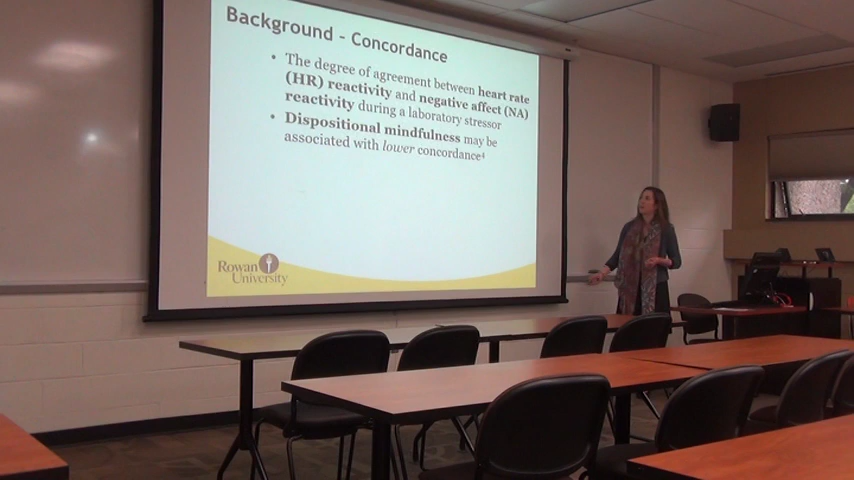 Background - Concordance
• The degree of agreement between heart rate
(HR) reactivity and negative affect (NA)
reactivity during a laboratory stressor
• Dispositional mindfulness may be
associated with lower concordance⁴
Rowan
University